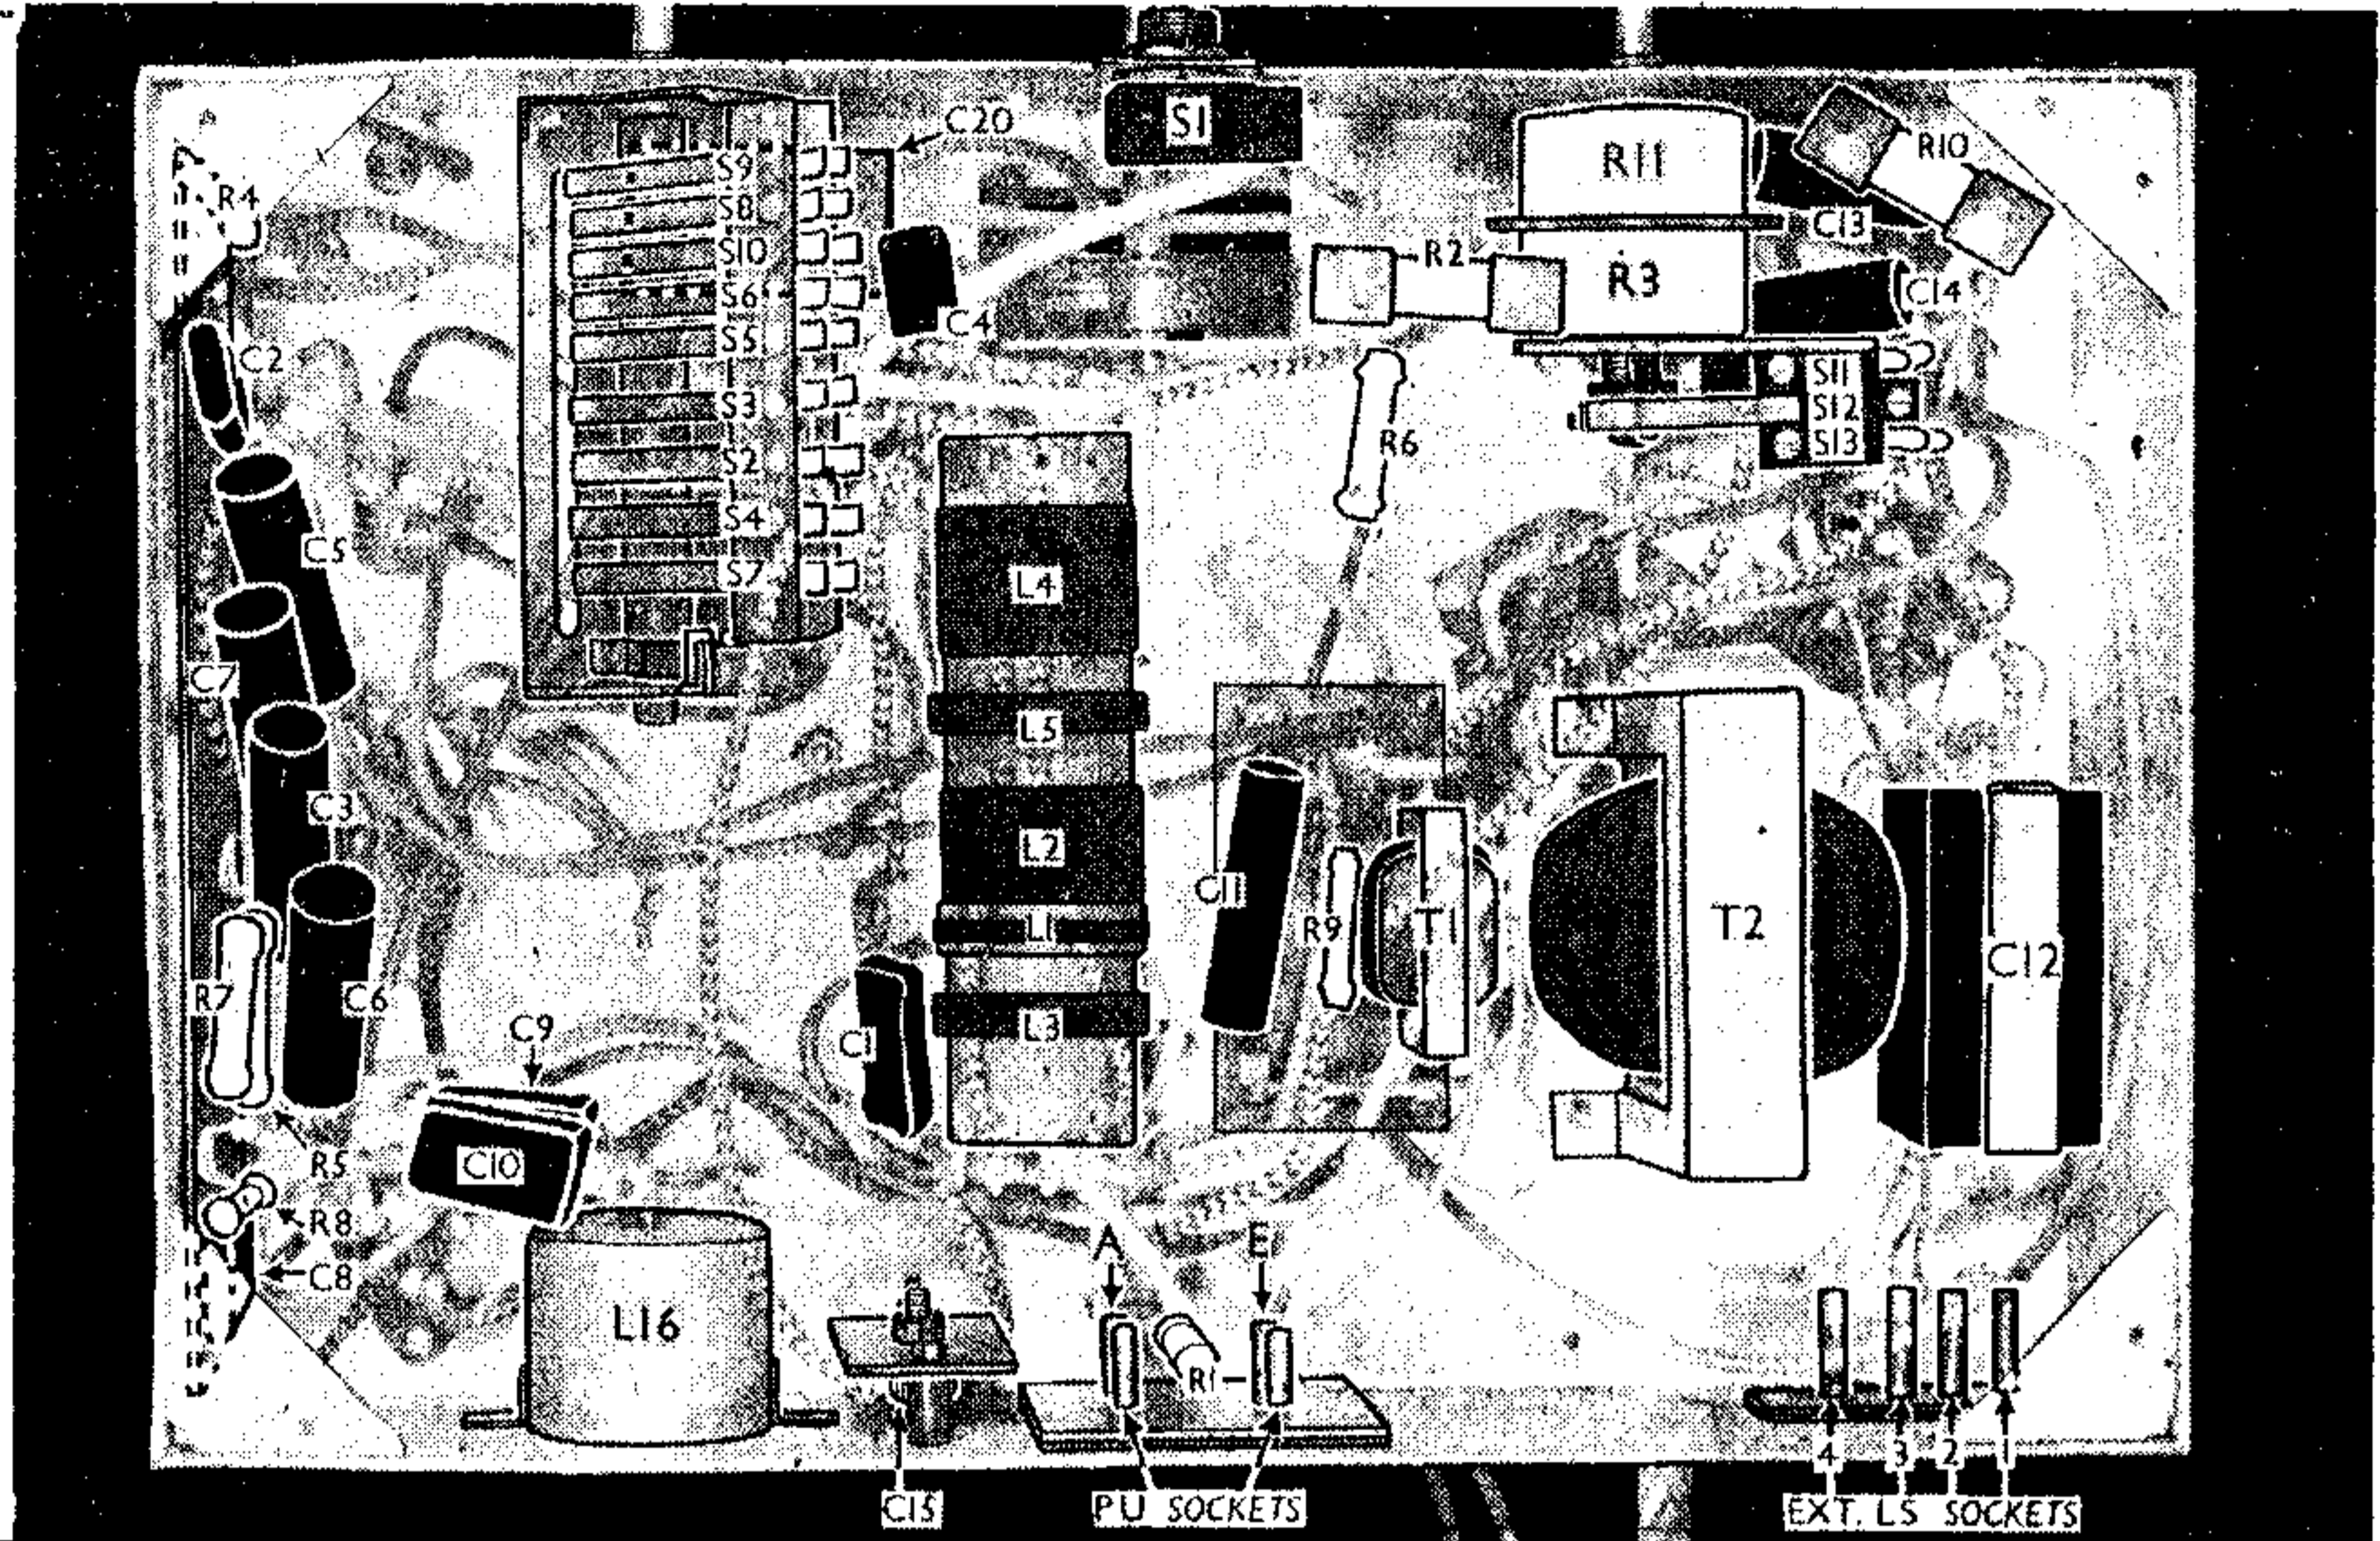 C20
S1
R11
R10
S9
R4
S8
C13
S10
R2
R3
S6
C14
C4
S5
C2
S11
S3
S12
R6
S13
S2
S4
C5
S7
L4
C7
L5
C3
L2
C11
R9
T1
T2
L1
C12
R7
C6
C9
L3
C1
R5
C10
R8
A
E
C8
L16
R1
4
3
2
1
C15
PU SOCKETS
EXT. LS SOCKETS